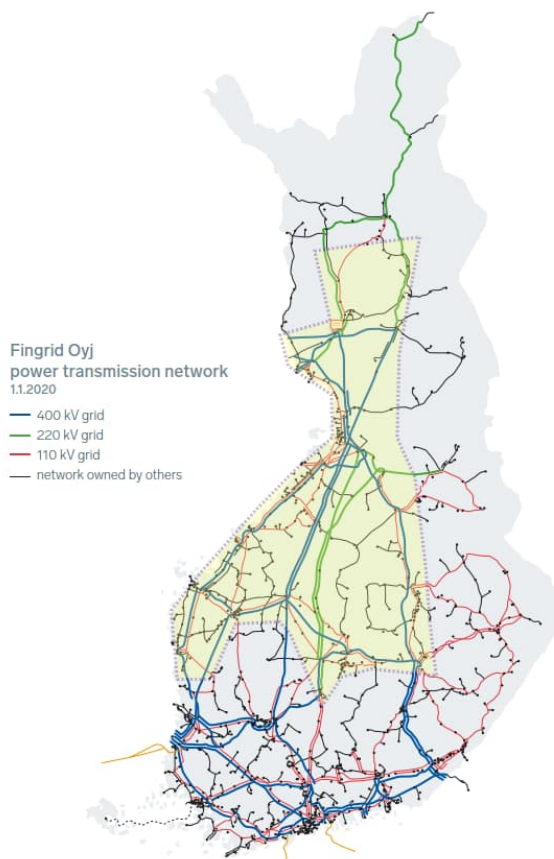 Fingrid Oyj
power transmission network
1.1.2020
400 kV grid
220 kV grid
110 kV grid
network owned by others